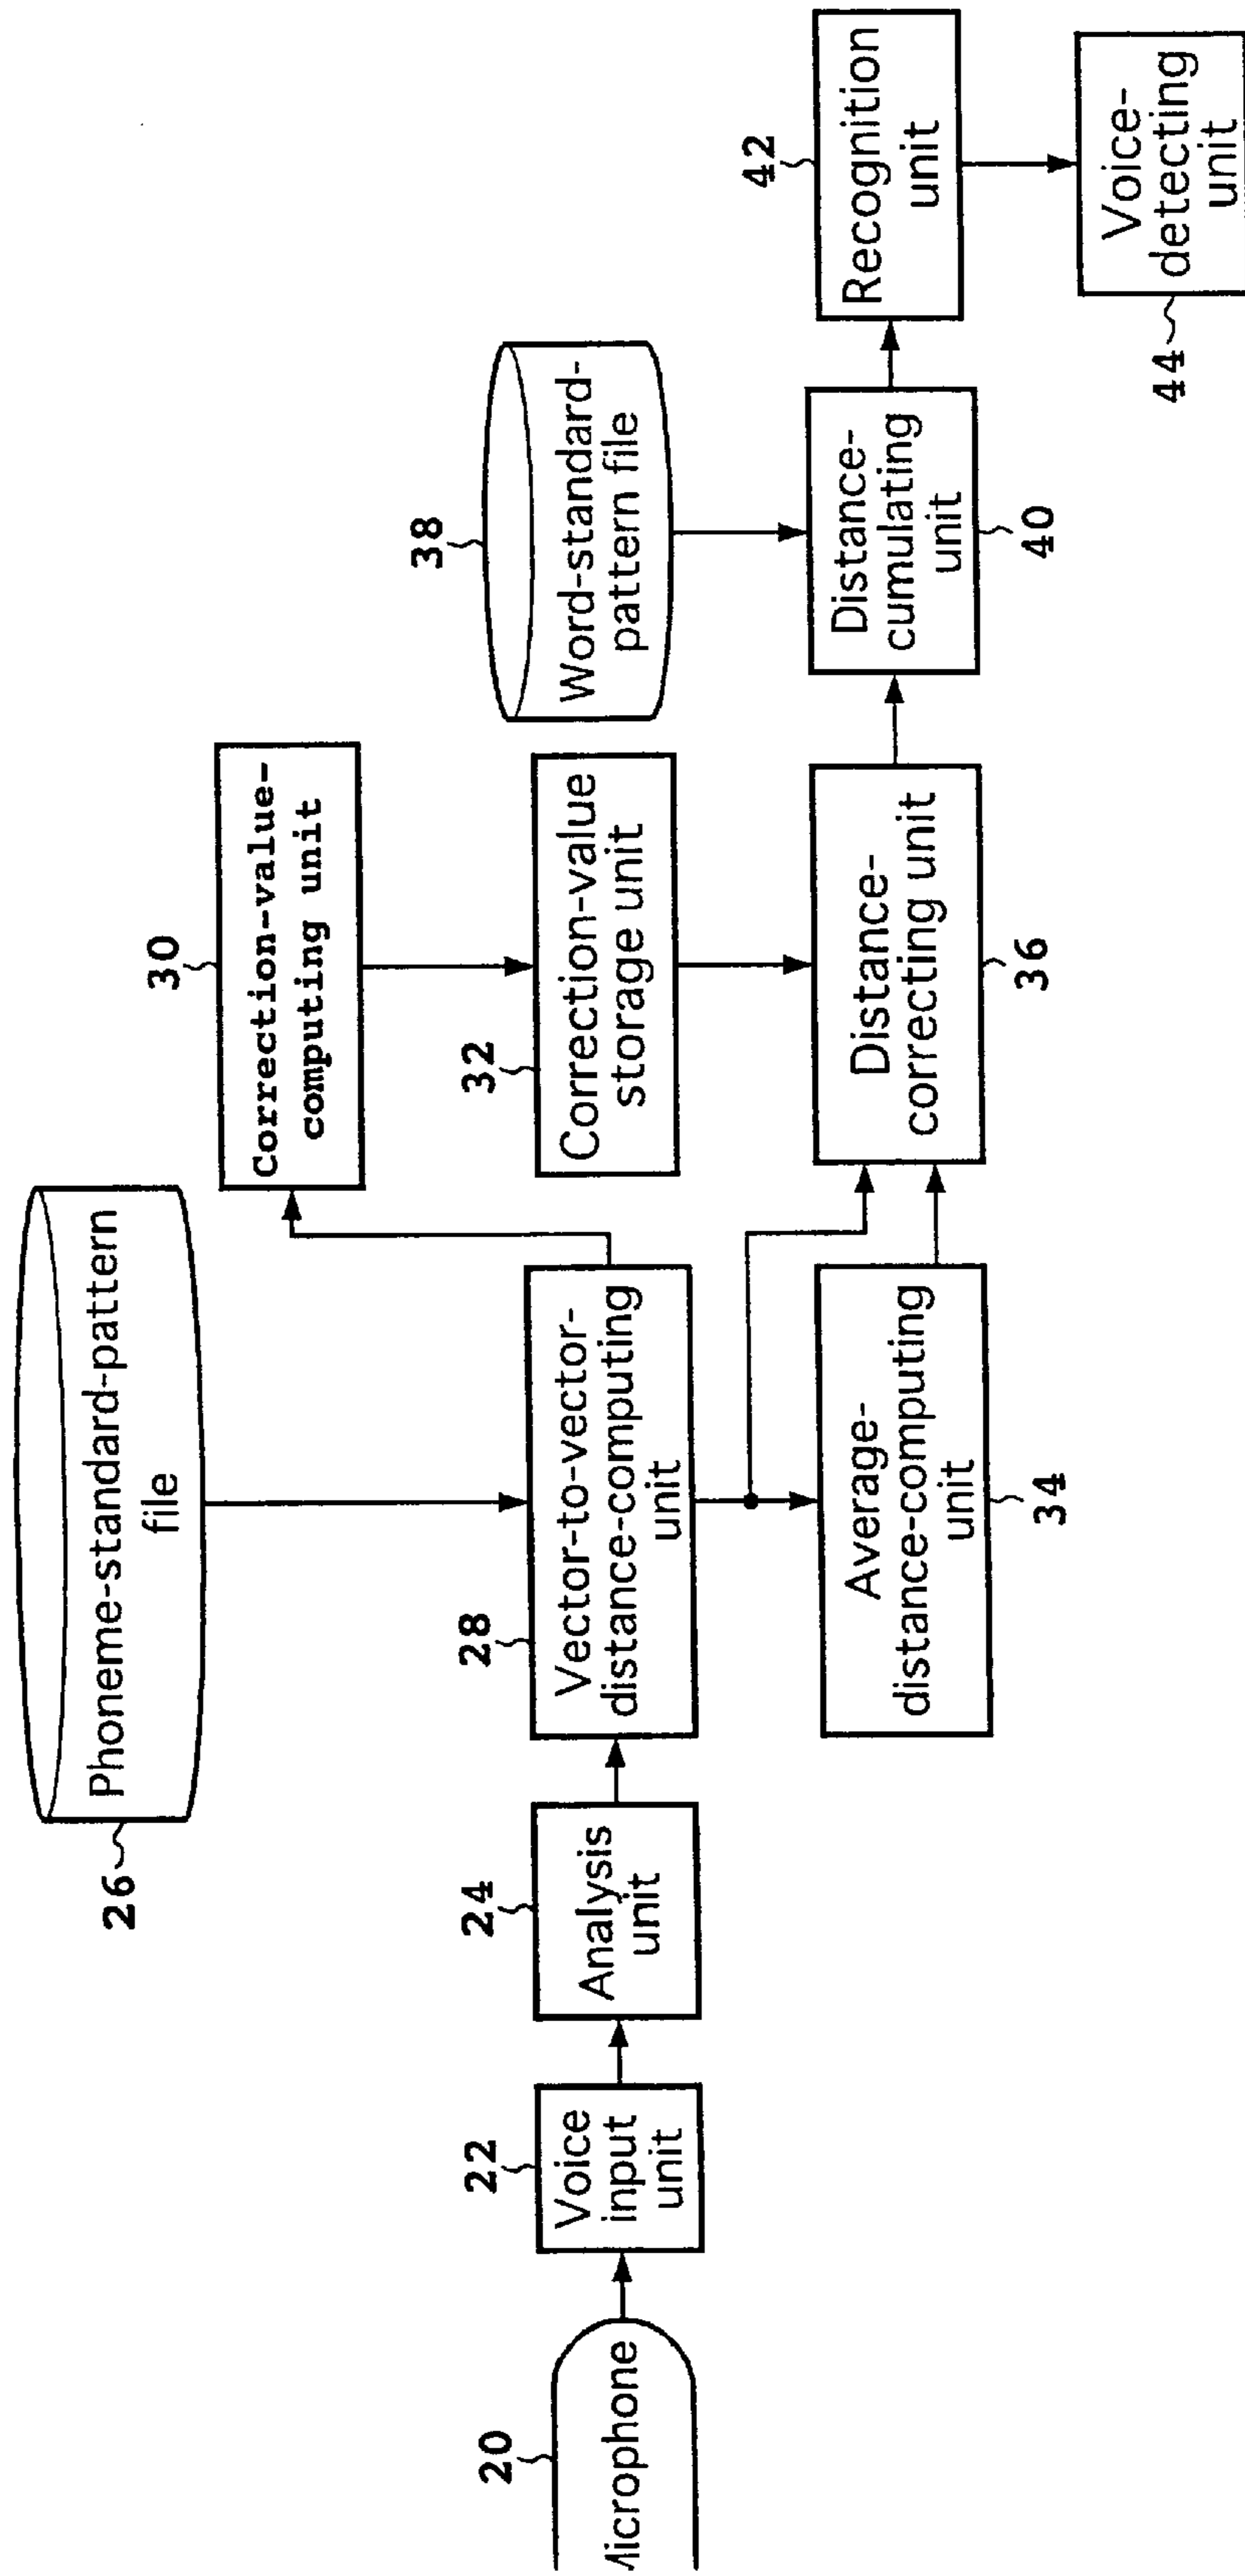 20
Microphone
22
Voice
input
unit
24
Analysis
unit
26
Phoneme-standard-pattern
file
28
Vector-to-vector-
distance-computing
unit
30
Correction-value-
computing unit
32
Correction-value
storage unit
34
Average-
distance-computing
unit
36
Distance-
correcting unit
38
Word-standard-
pattern file
40
Distance-
cumulating
unit
42
Recognition
unit
44
Voice-
detecting
unit